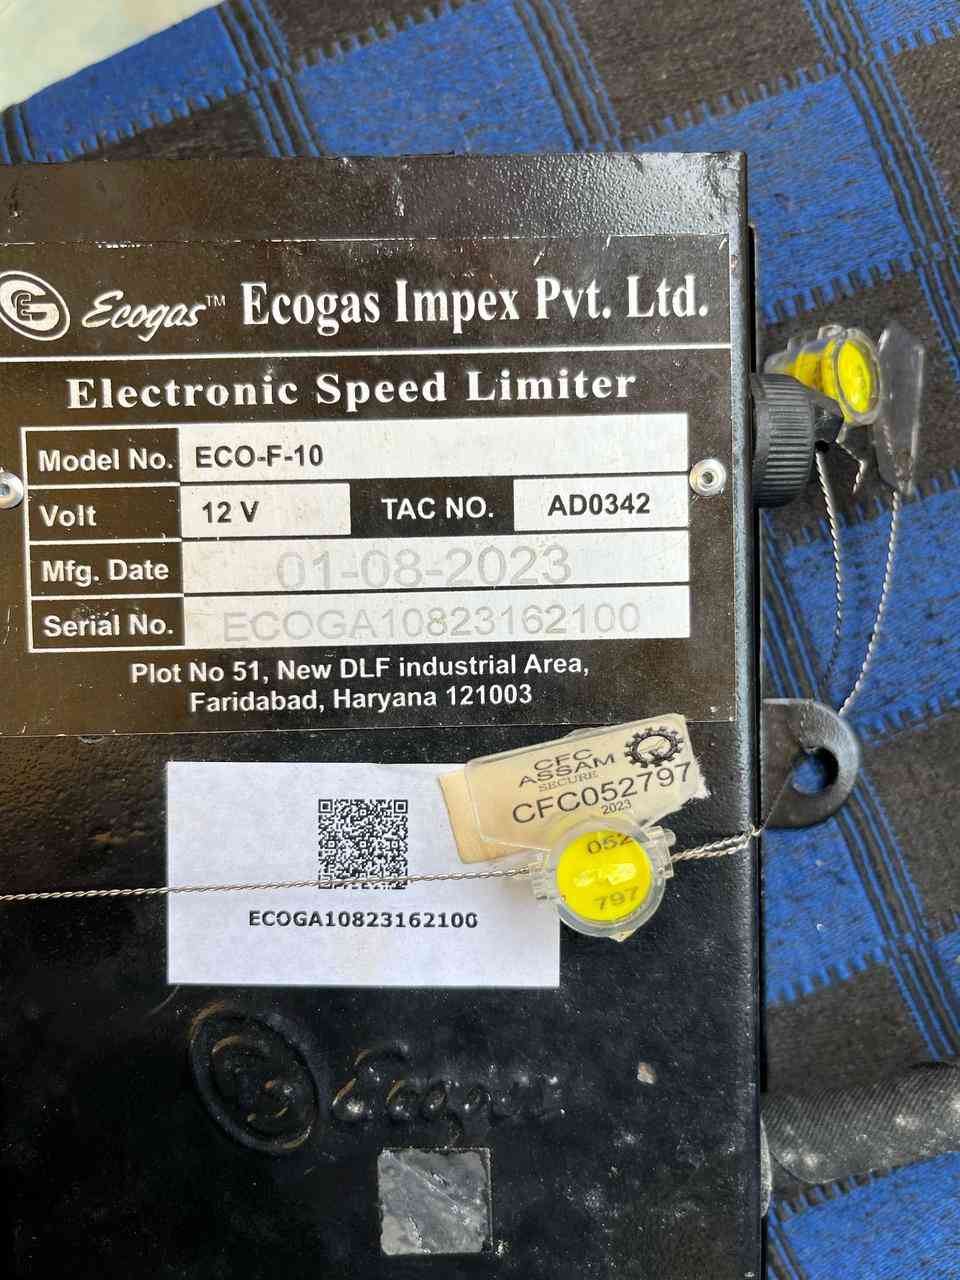 Ecogas™ Ecogas Impex Pvt. Ltd.
Electronic Speed Limiter
Model No. ECO-F-10
Volt 12 V TAC NO. AD0342
Mfg. Date 01-08-2023
Serial No. ECOGA10823162100
Plot No 51, New DLF industrial Area,
Faridabad, Haryana 121003
CFC
ASSAM
SECURE
CFC052797
2023
052
797
ECOGA10823162100
Ecogas